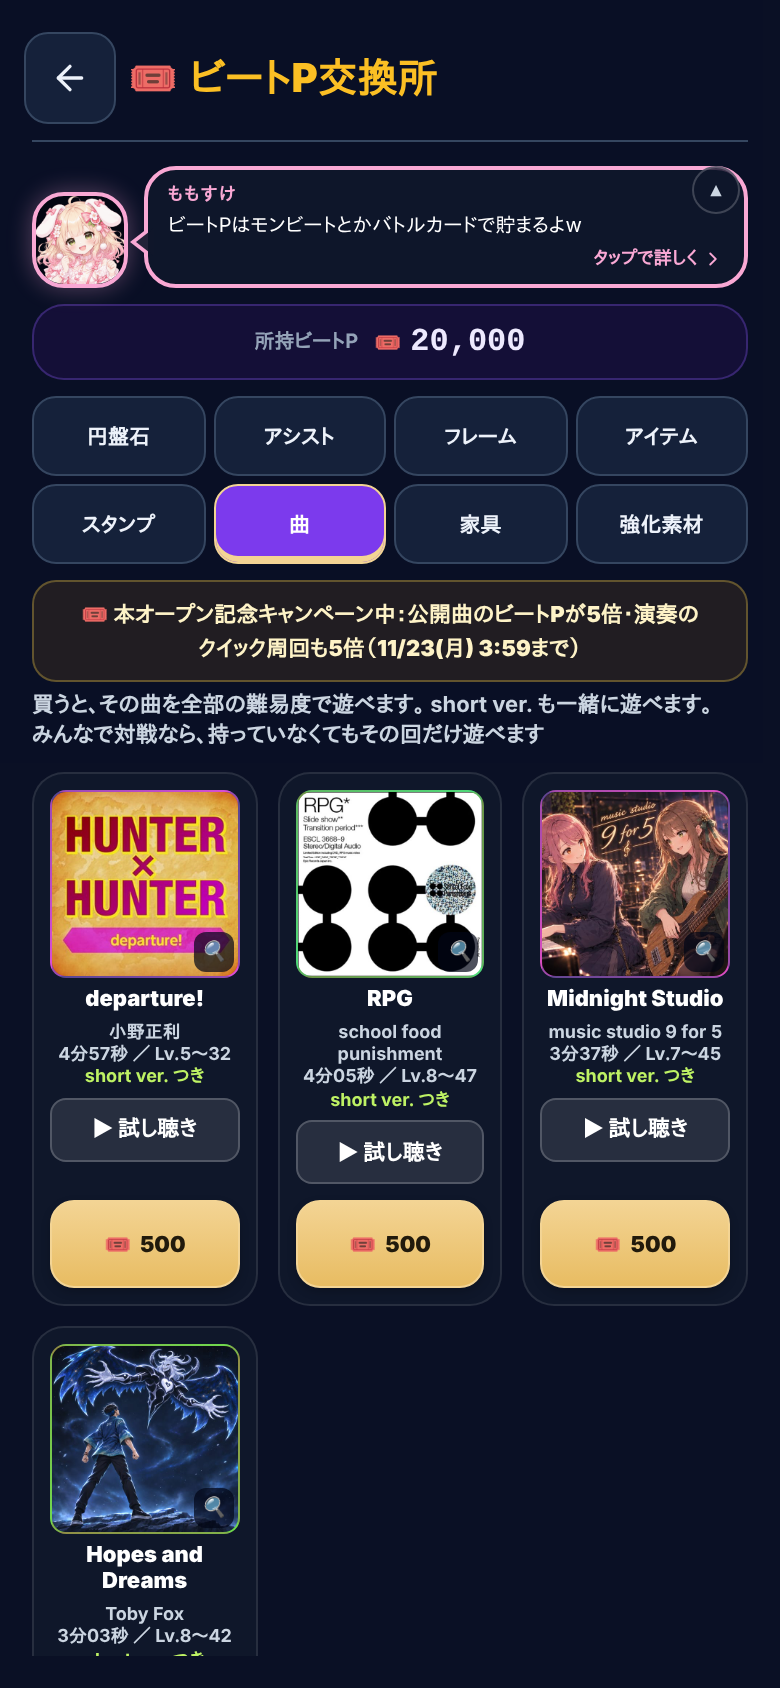 ビートP交換所
ももすけ
ビートPはモンビートとかバトルカードで貯まるよw
タップで詳しく
所持ビートP 20,000
円盤石 アシスト フレーム アイテム
スタンプ 曲 家具 強化素材
本オープン記念キャンペーン中：公開曲のビートPが5倍・演奏の
クイック周回も5倍（11/23(月) 3:59まで）
買うと、その曲を全部の難易度で遊べます。short ver. も一緒に遊べます。
みんなで対戦なら、持っていなくてもその回だけ遊べます
HUNTER
×
HUNTER
departure!
departure!
小野正利
4分57秒 ／ Lv.5〜32
short ver. つき
▶ 試し聴き
500
RPG*
Slide show**
Transition period***
ESCL 3668-9
Stereo/Digital Audio
RPG
school food
punishment
4分05秒 ／ Lv.8〜47
short ver. つき
▶ 試し聴き
500
music studio
9 for 5
Midnight Studio
music studio 9 for 5
3分37秒 ／ Lv.7〜45
short ver. つき
▶ 試し聴き
500
Hopes and
Dreams
Toby Fox
3分03秒 ／ Lv.8〜42